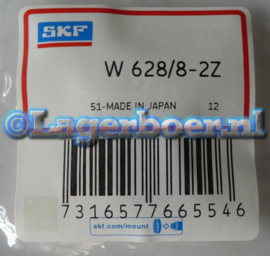 SKF
W 628/8-2Z
51-MADE IN JAPAN 12
©Lagerboer.nl
7316577665546
skf.com/mount